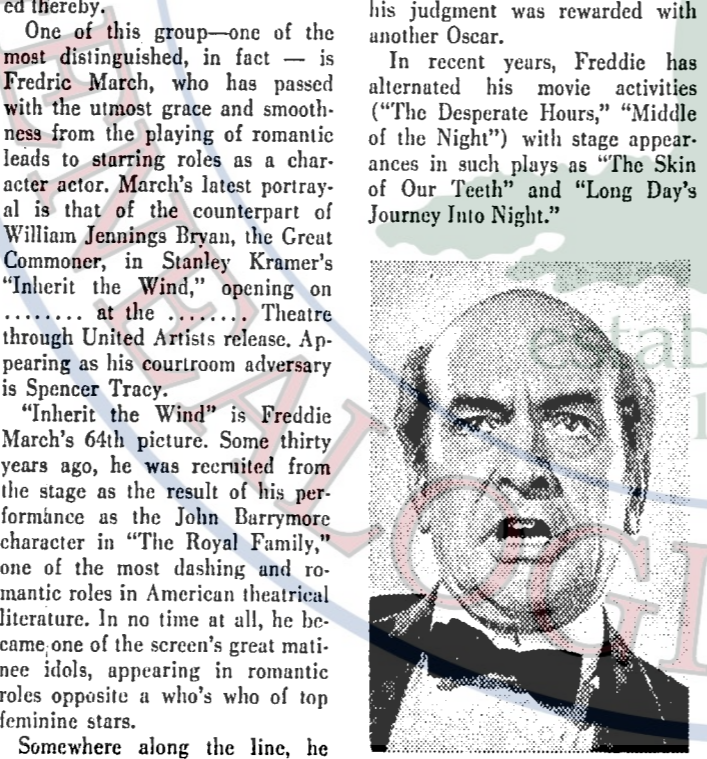 ed thereby.
One of this group—one of the
most distinguished, in fact — is
Fredric March, who has passed
with the utmost grace and smooth-
ness from the playing of romantic
leads to starring roles as a char-
acter actor. March's latest portray-
al is that of the counterpart of
William Jennings Bryan, the Great
Commoner, in Stanley Kramer's
"Inherit the Wind," opening on
........ at the ........ Theatre
through United Artists release. Ap-
pearing as his courtroom adversary
is Spencer Tracy.
"Inherit the Wind" is Freddie
March's 64th picture. Some thirty
years ago, he was recruited from
the stage as the result of his per-
formance as the John Barrymore
character in "The Royal Family,"
one of the most dashing and ro-
mantic roles in American theatrical
literature. In no time at all, he be-
came one of the screen's great mati-
nee idols, appearing in romantic
roles opposite a who's who of top
feminine stars.
Somewhere along the line, he
his judgment was rewarded with
another Oscar.
In recent years, Freddie has
alternated his movie activities
("The Desperate Hours," "Middle
of the Night") with stage appear-
ances in such plays as "The Skin
of Our Teeth" and "Long Day's
Journey Into Night."
ENEALOGI
estab